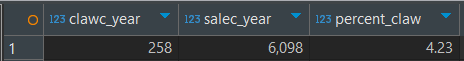 123 clawc_year 123 salec_year 123 percent_claw
1 258 6,098 4.23